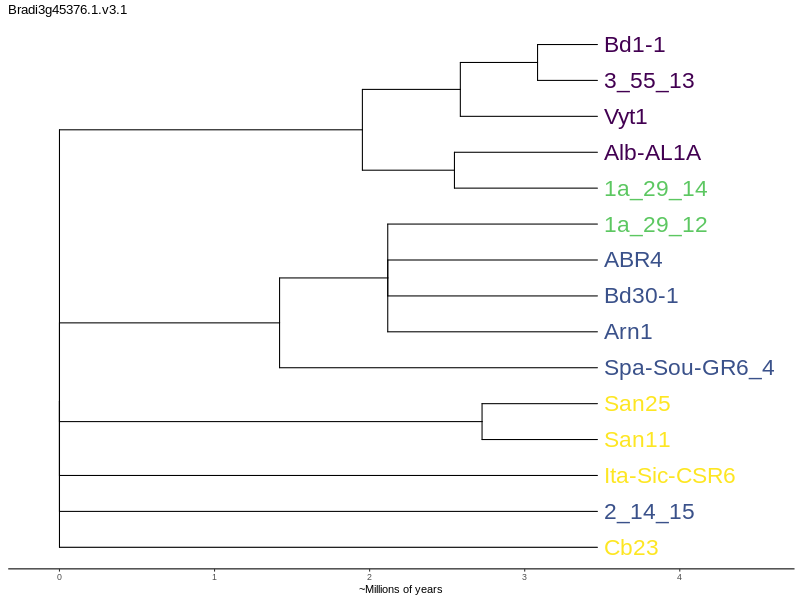 Bradi3g45376.1.v3.1
Bd1-1
3_55_13
Vyt1
Alb-AL1A
1a_29_14
1a_29_12
ABR4
Bd30-1
Arn1
Spa-Sou-GR6_4
San25
San11
Ita-Sic-CSR6
2_14_15
Cb23
0 1 2 3 4
~Millions of years